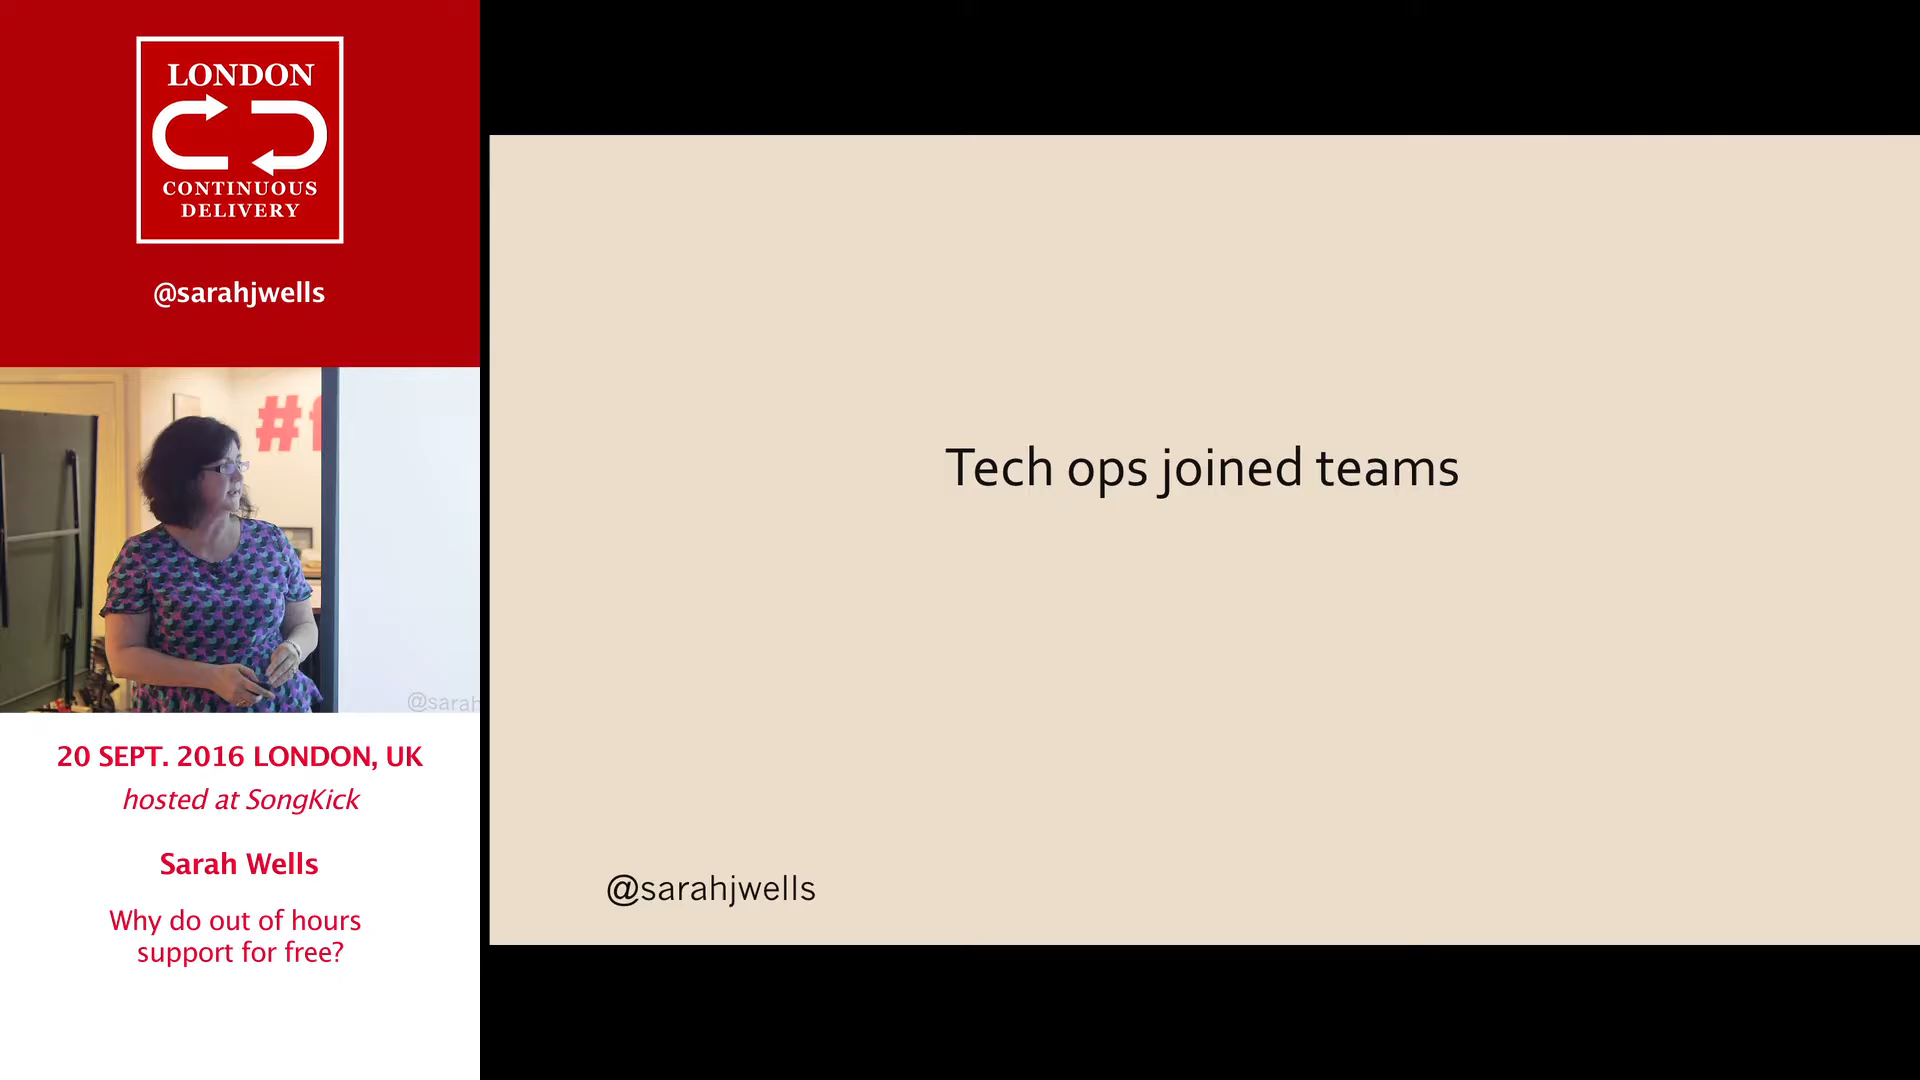 LONDON
CONTINUOUS
DELIVERY
@sarahjwells
#f
@sarah
20 SEPT. 2016 LONDON, UK
hosted at SongKick
Sarah Wells
Why do out of hours
support for free?
Tech ops joined teams
@sarahjwells